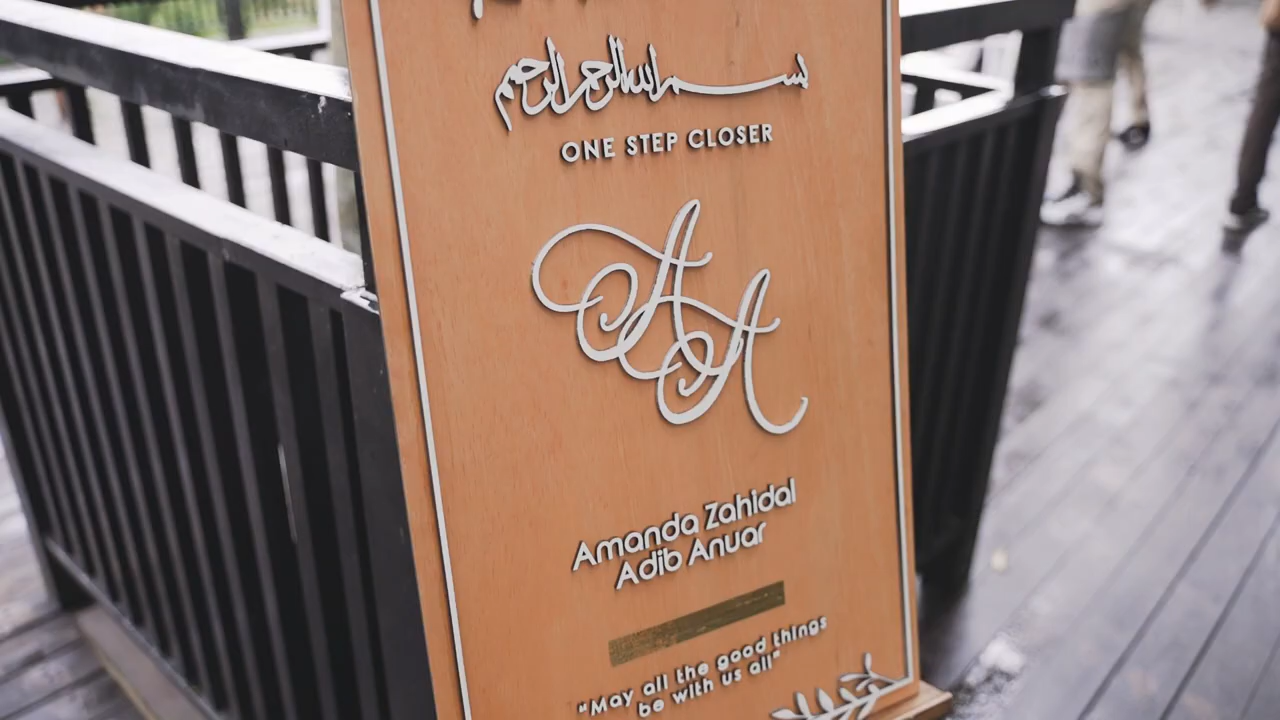 بسم الله الرحمن الرحيم
ONE STEP CLOSER
AA
Amanda Zahidal
Adib Anuar
“May all the good things
be with us all”